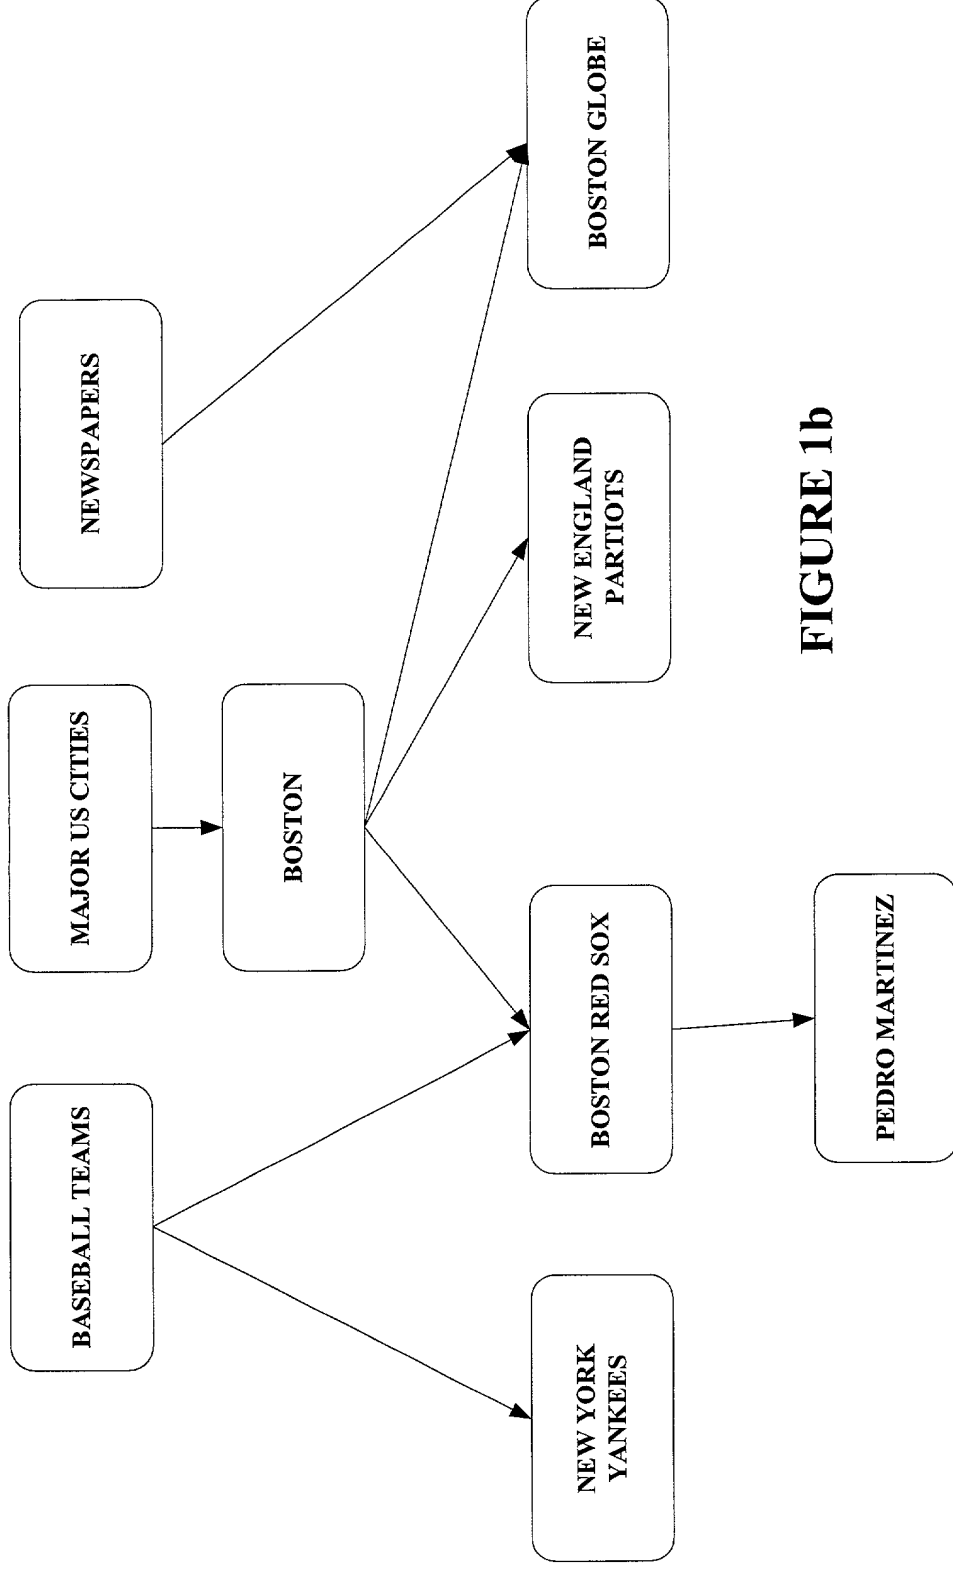 BASEBALL TEAMS
MAJOR US CITIES
NEWSPAPERS
BOSTON
NEW YORK
YANKEES
BOSTON RED SOX
NEW ENGLAND
PARTIOTS
BOSTON GLOBE
PEDRO MARTINEZ
FIGURE 1b